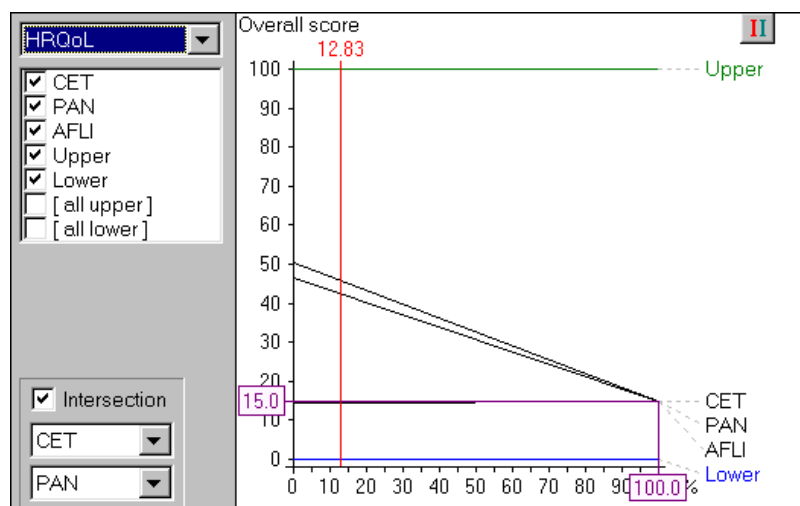 HRQoL
CET
PAN
AFLI
Upper
Lower
[ all upper ]
[ all lower ]
Intersection
CET
PAN
Overall score
12.83
II
100
90
80
70
60
50
40
30
20
15.0
10
0
0 10 20 30 40 50 60 70 80 90 100.0 %
Upper
CET
PAN
AFLI
Lower